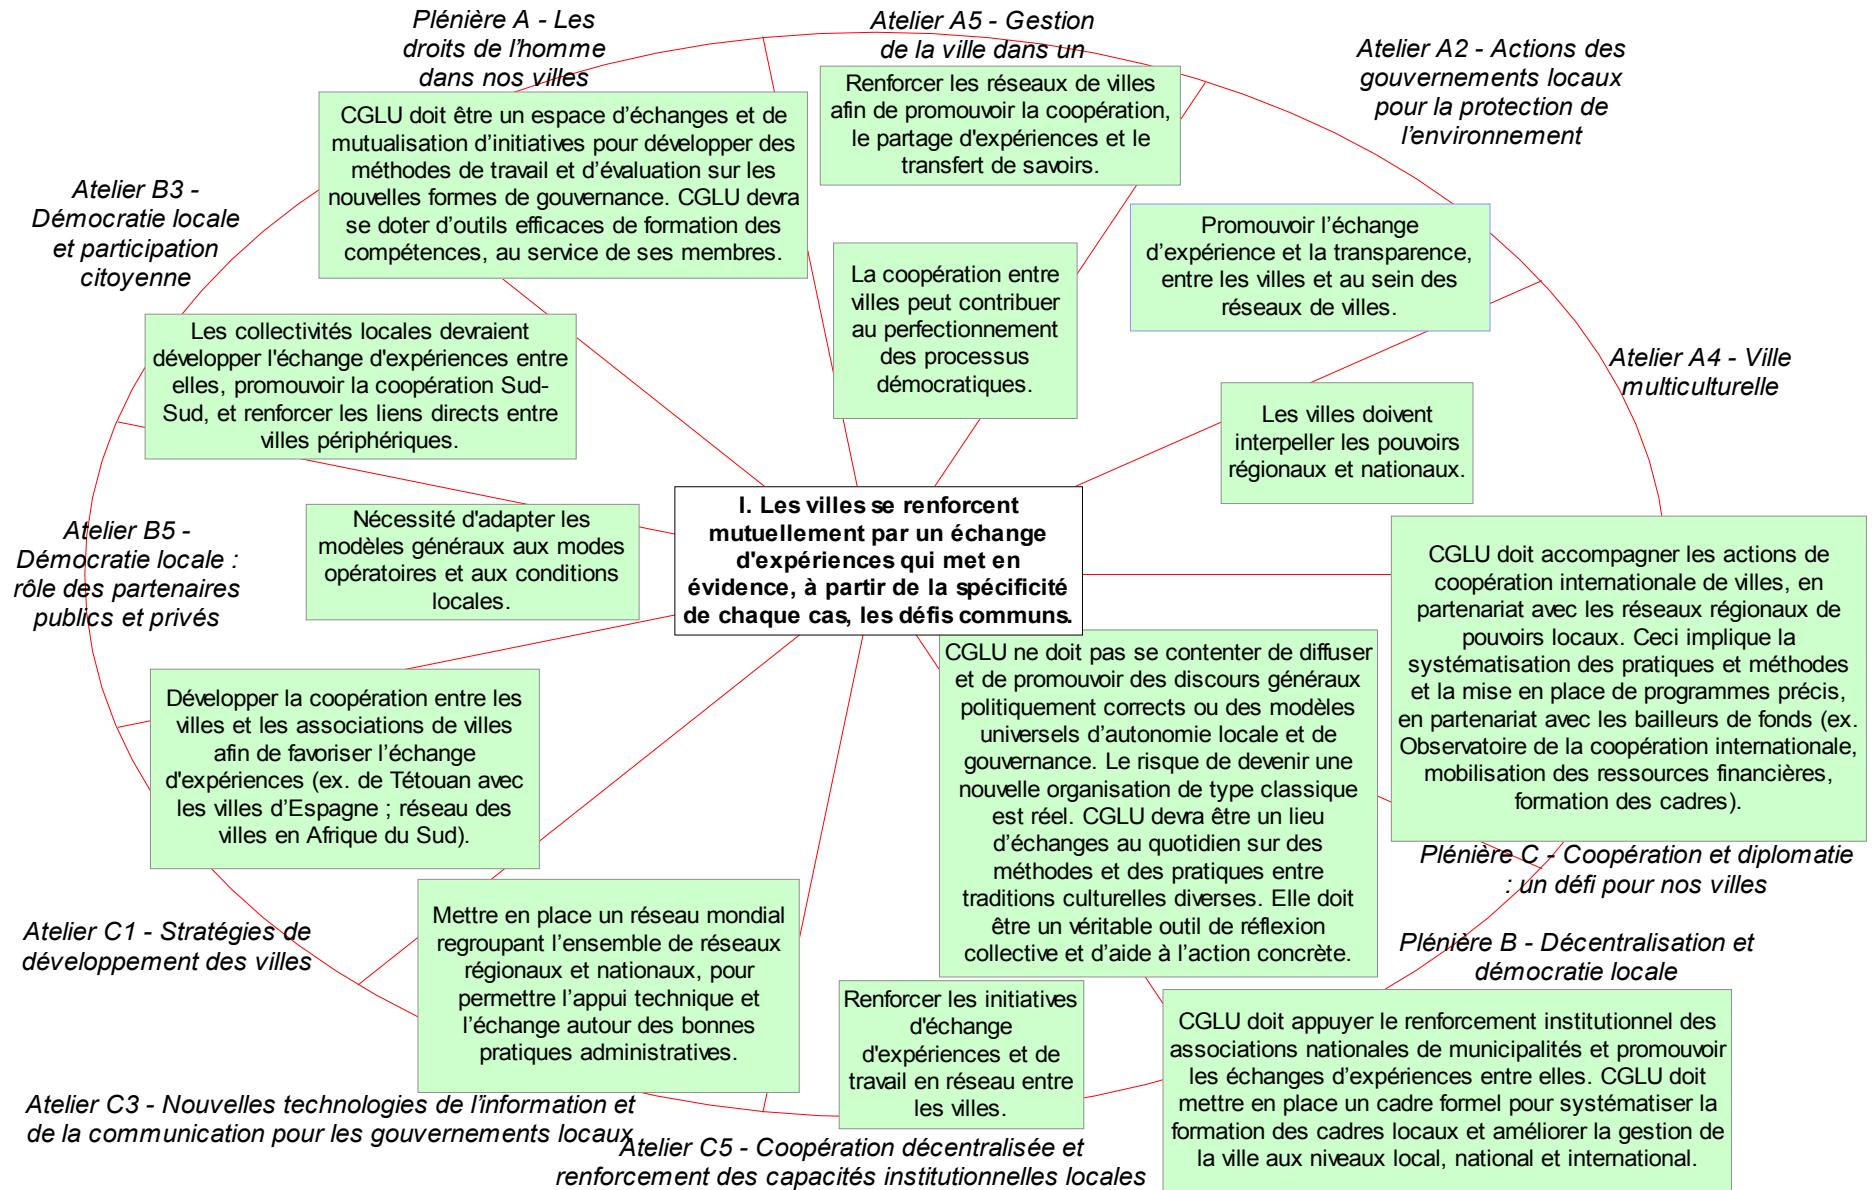 Plénière A - Les
droits de l'homme
dans nos villes
Atelier A5 - Gestion
de la ville dans un
Atelier A2 - Actions des
gouvernements locaux
pour la protection de
l'environnement
CGLU doit être un espace d'échanges et de
mutualisation d'initiatives pour développer des
méthodes de travail et d'évaluation sur les
nouvelles formes de gouvernance. CGLU devra
se doter d'outils efficaces de formation des
compétences, au service de ses membres.
Renforcer les réseaux de villes
afin de promouvoir la coopération,
le partage d'expériences et le
transfert de savoirs.
Atelier B3 -
Démocratie locale
et participation
citoyenne
Promouvoir l'échange
d'expérience et la transparence,
entre les villes et au sein des
réseaux de villes.
La coopération entre
villes peut contribuer
au perfectionnement
des processus
démocratiques.
Les collectivités locales devraient
développer l'échange d'expériences entre
elles, promouvoir la coopération Sud-
Sud, et renforcer les liens directs entre
villes périphériques.
Atelier A4 - Ville
multiculturelle
Les villes doivent
interpeller les pouvoirs
régionaux et nationaux.
I. Les villes se renforcent
mutuellement par un échange
d'expériences qui met en
évidence, à partir de la spécificité
de chaque cas, les défis communs.
Nécessité d'adapter les
modèles généraux aux modes
opératoires et aux conditions
locales.
Atelier B5 -
Démocratie locale :
rôle des partenaires
publics et privés
CGLU doit accompagner les actions de
coopération internationale de villes, en
partenariat avec les réseaux régionaux de
pouvoirs locaux. Ceci implique la
systématisation des pratiques et méthodes
et la mise en place de programmes précis,
en partenariat avec les bailleurs de fonds (ex.
Observatoire de la coopération internationale,
mobilisation des ressources financières,
formation des cadres).
CGLU ne doit pas se contenter de diffuser
et de promouvoir des discours généraux
politiquement corrects ou des modèles
universels d'autonomie locale et de
gouvernance. Le risque de devenir une
nouvelle organisation de type classique
est réel. CGLU devra être un lieu
d'échanges au quotidien sur des
méthodes et des pratiques entre
traditions culturelles diverses. Elle doit
être un véritable outil de réflexion
collective et d'aide à l'action concrète.
Développer la coopération entre les
villes et les associations de villes
afin de favoriser l'échange
d'expériences (ex. de Tétouan avec
les villes d'Espagne ; réseau des
villes en Afrique du Sud).
Plénière C - Coopération et diplomatie
: un défi pour nos villes
Atelier C1 - Stratégies de
développement des villes
Mettre en place un réseau mondial
regroupant l'ensemble de réseaux
régionaux et nationaux, pour
permettre l'appui technique et
l'échange autour des bonnes
pratiques administratives.
Plénière B - Décentralisation et
démocratie locale
Renforcer les initiatives
d'échange
d'expériences et de
travail en réseau entre
les villes.
CGLU doit appuyer le renforcement institutionnel des
associations nationales de municipalités et promouvoir
les échanges d'expériences entre elles. CGLU doit
mettre en place un cadre formel pour systématiser la
formation des cadres locaux et améliorer la gestion de
la ville aux niveaux local, national et international.
Atelier C3 - Nouvelles technologies de l'information et
de la communication pour les gouvernements locaux
Atelier C5 - Coopération décentralisée et
renforcement des capacités institutionnelles locales